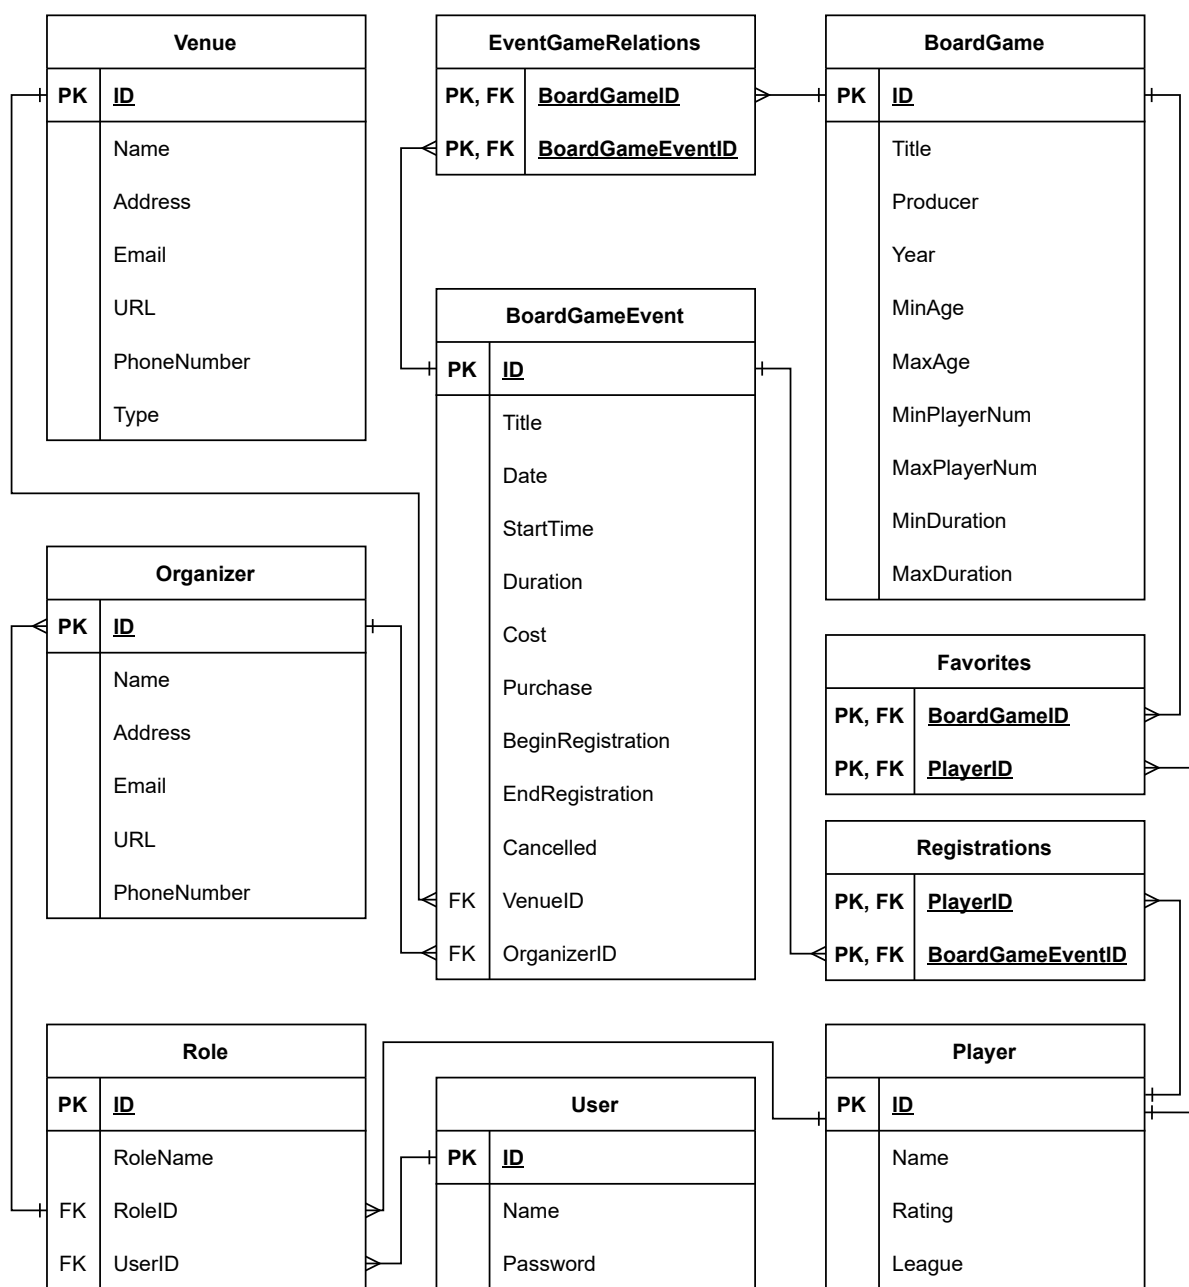 Venue
PK ID
Name
Address
Email
URL
PhoneNumber
Type
EventGameRelations
PK, FK BoardGameID
PK, FK BoardGameEventID
BoardGame
PK ID
Title
Producer
Year
MinAge
MaxAge
MinPlayerNum
MaxPlayerNum
MinDuration
MaxDuration
BoardGameEvent
PK ID
Title
Date
StartTime
Duration
Cost
Purchase
BeginRegistration
EndRegistration
Cancelled
FK VenueID
FK OrganizerID
Organizer
PK ID
Name
Address
Email
URL
PhoneNumber
Favorites
PK, FK BoardGameID
PK, FK PlayerID
Registrations
PK, FK PlayerID
PK, FK BoardGameEventID
Role
PK ID
RoleName
FK RoleID
FK UserID
User
PK ID
Name
Password
Player
PK ID
Name
Rating
League